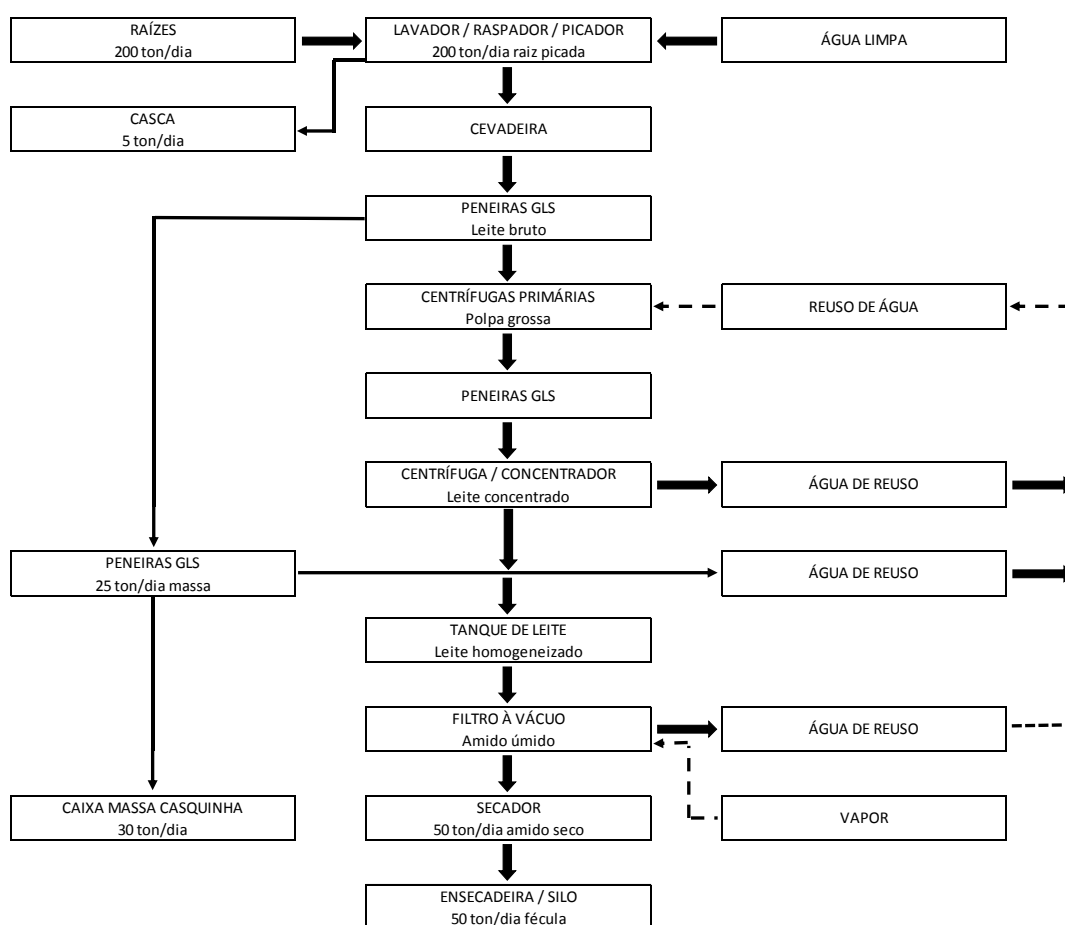 RAÍZES
200 ton/dia
LAVADOR / RASPADOR / PICADOR
200 ton/dia raiz picada
ÁGUA LIMPA
CASCA
5 ton/dia
CEVADEIRA
PENEIRAS GLS
Leite bruto
CENTRÍFUGAS PRIMÁRIAS
Polpa grossa
REUSO DE ÁGUA
PENEIRAS GLS
CENTRÍFUGA / CONCENTRADOR
Leite concentrado
ÁGUA DE REUSO
PENEIRAS GLS
25 ton/dia massa
ÁGUA DE REUSO
TANQUE DE LEITE
Leite homogeneizado
FILTRO À VÁCUO
Amido úmido
ÁGUA DE REUSO
CAIXA MASSA CASQUINHA
30 ton/dia
SECADOR
50 ton/dia amido seco
VAPOR
ENSECADEIRA / SILO
50 ton/dia fécula